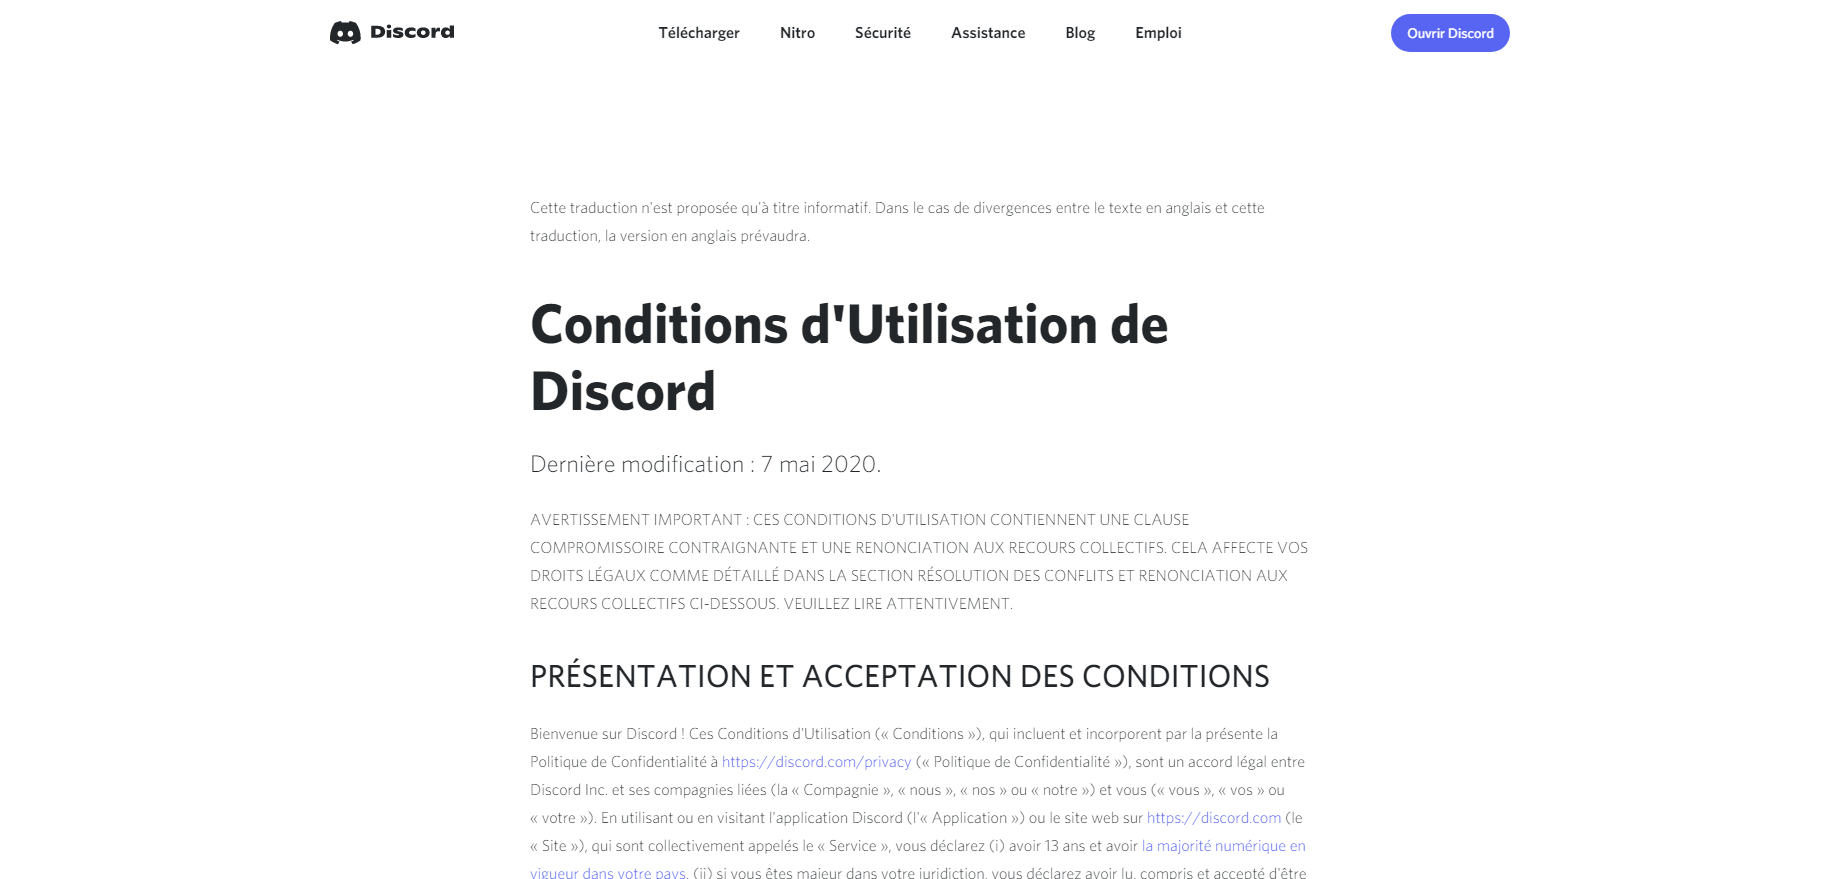 Discord
Télécharger
Nitro
Sécurité
Assistance
Blog
Emploi
Ouvrir Discord
Cette traduction n'est proposée qu'à titre informatif. Dans le cas de divergences entre le texte en anglais et cette
traduction, la version en anglais prévaudra.
Conditions d'Utilisation de
Discord
Dernière modification : 7 mai 2020.
AVERTISSEMENT IMPORTANT : CES CONDITIONS D'UTILISATION CONTIENNENT UNE CLAUSE
COMPROMISSOIRE CONTRAIGNANTE ET UNE RENONCIATION AUX RECOURS COLLECTIFS. CELA AFFECTE VOS
DROITS LÉGAUX COMME DÉTAILLÉ DANS LA SECTION RÉSOLUTION DES CONFLITS ET RENONCIATION AUX
RECOURS COLLECTIFS CI-DESSOUS. VEUILLEZ LIRE ATTENTIVEMENT.
PRÉSENTATION ET ACCEPTATION DES CONDITIONS
Bienvenue sur Discord ! Ces Conditions d'Utilisation (« Conditions »), qui incluent et incorporent par la présente la
Politique de Confidentialité à https://discord.com/privacy (« Politique de Confidentialité »), sont un accord légal entre
Discord Inc. et ses compagnies liées (la « Compagnie », « nous », « nos » ou « notre ») et vous (« vous », « vos » ou
« votre »). En utilisant ou en visitant l'application Discord (l'« Application ») ou le site web sur https://discord.com (le
« Site »), qui sont collectivement appelés le « Service », vous déclarez (i) avoir 13 ans et avoir la majorité numérique en
vigueur dans votre pays, (ii) si vous êtes majeur dans votre juridiction, vous déclarez avoir lu, compris et accepté d'être